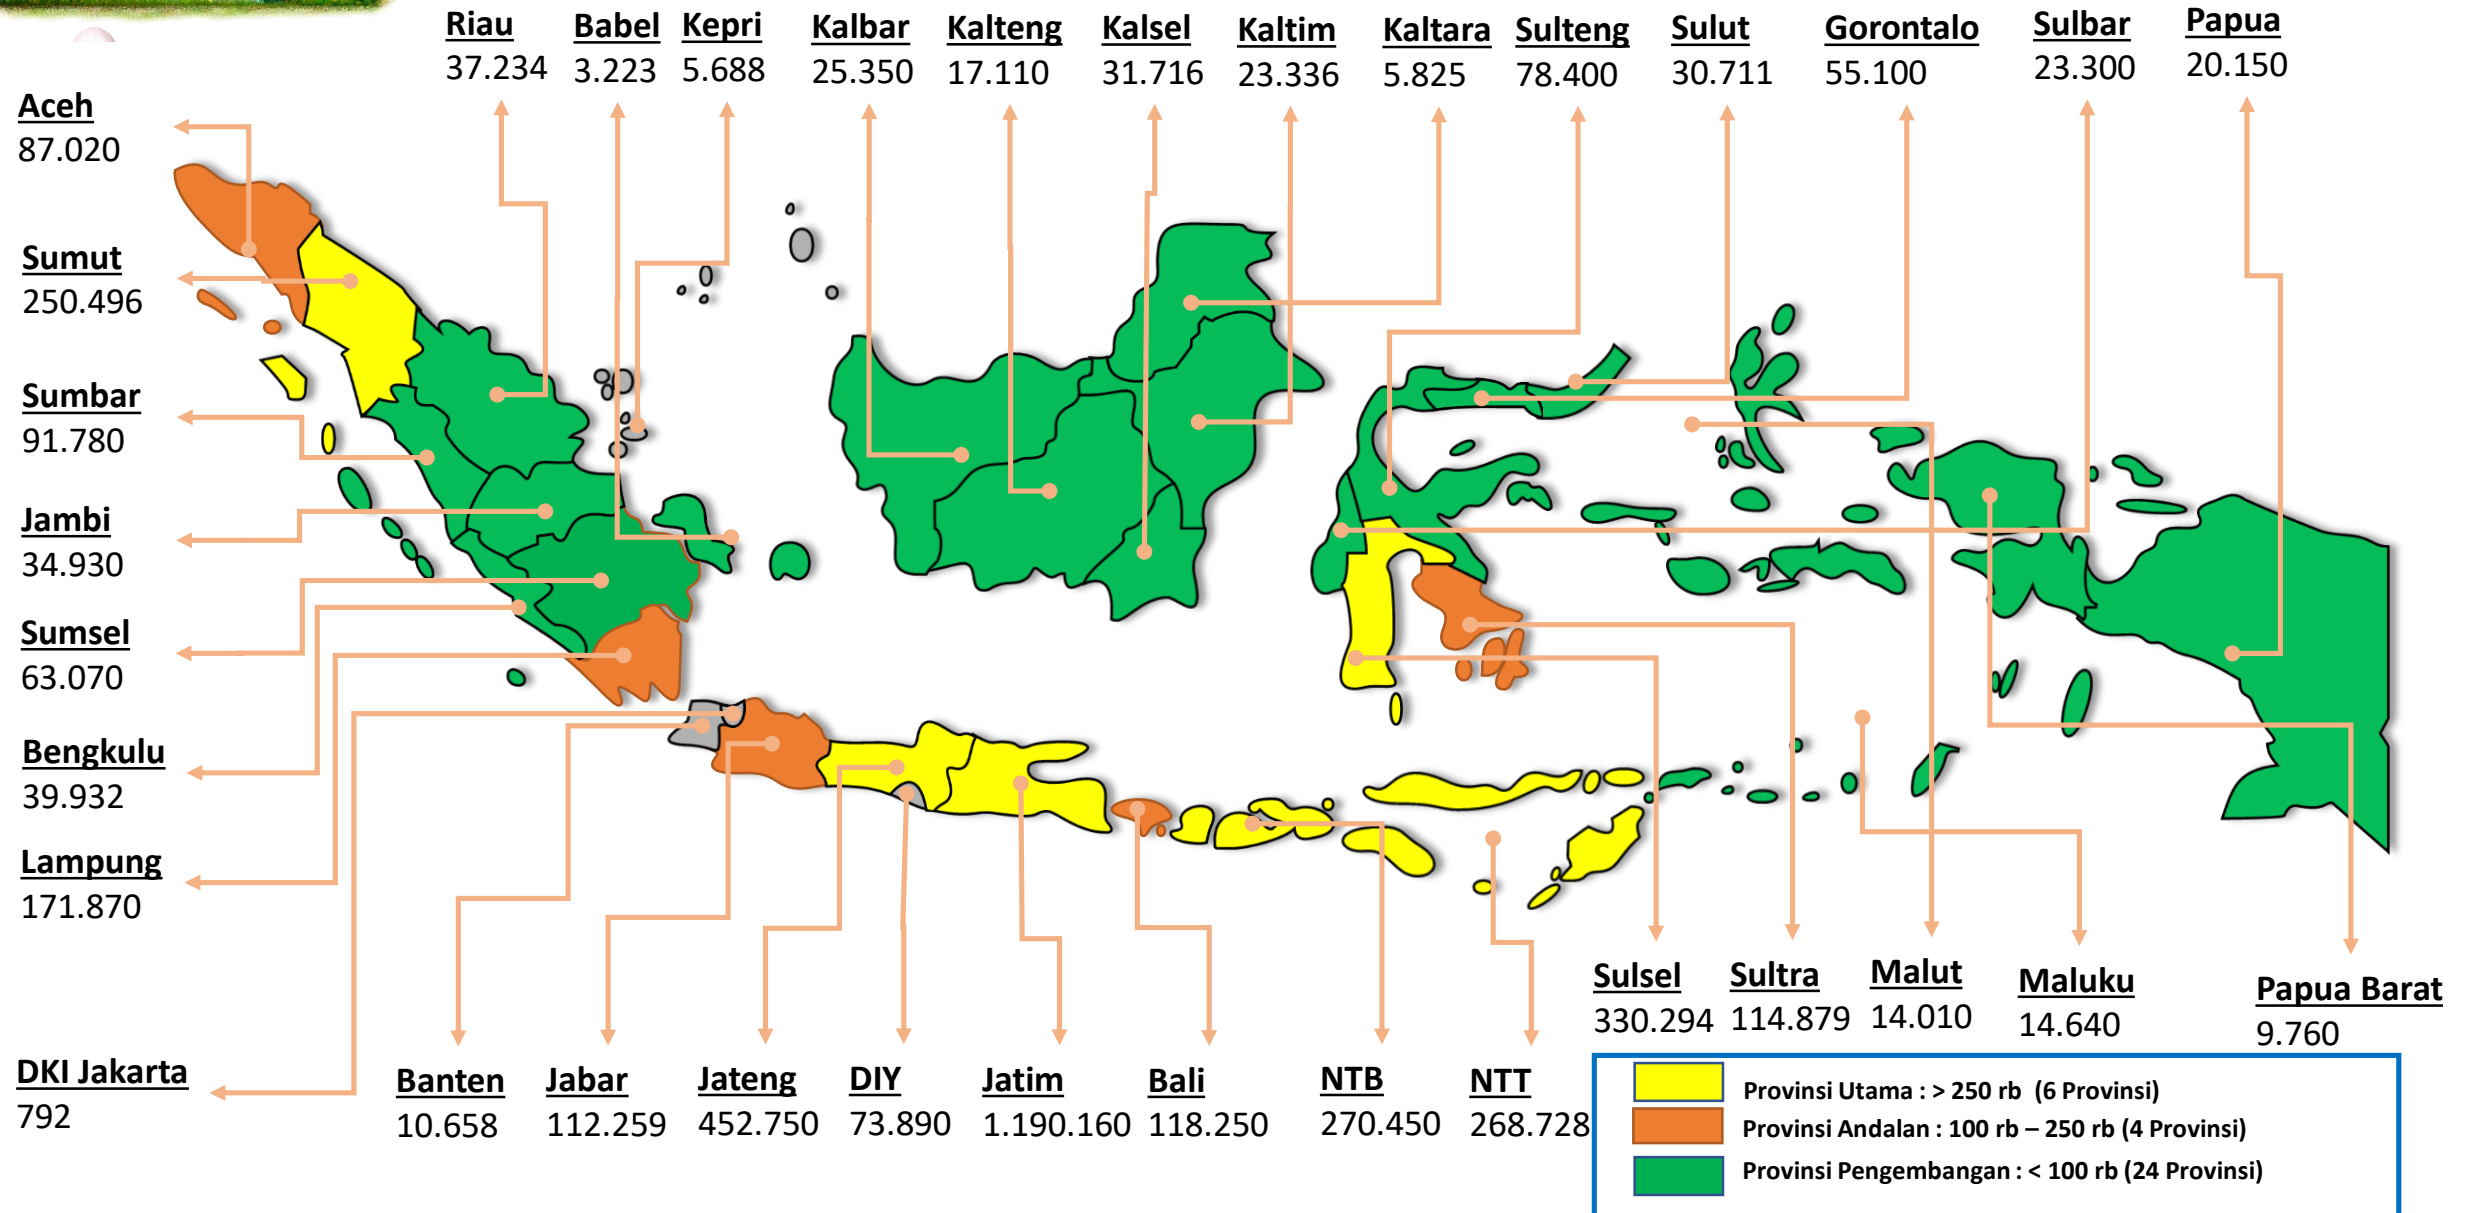 Riau
37.234
Babel
3.223
Kepri
5.688
Kalbar
25.350
Kalteng
17.110
Kalsel
31.716
Kaltim
23.336
Kaltara
5.825
Sulteng
78.400
Sulut
30.711
Gorontalo
55.100
Sulbar
23.300
Papua
20.150
Aceh
87.020
Sumut
250.496
Sumbar
91.780
Jambi
34.930
Sumsel
63.070
Bengkulu
39.932
Lampung
171.870
DKI Jakarta
792
Banten
10.658
Jabar
112.259
Jateng
452.750
DIY
73.890
Jatim
1.190.160
Bali
118.250
NTB
270.450
NTT
268.728
Sulsel
330.294
Sultra
114.879
Malut
14.010
Maluku
14.640
Papua Barat
9.760
Provinsi Utama : > 250 rb (6 Provinsi)
Provinsi Andalan : 100 rb – 250 rb (4 Provinsi)
Provinsi Pengembangan : < 100 rb (24 Provinsi)